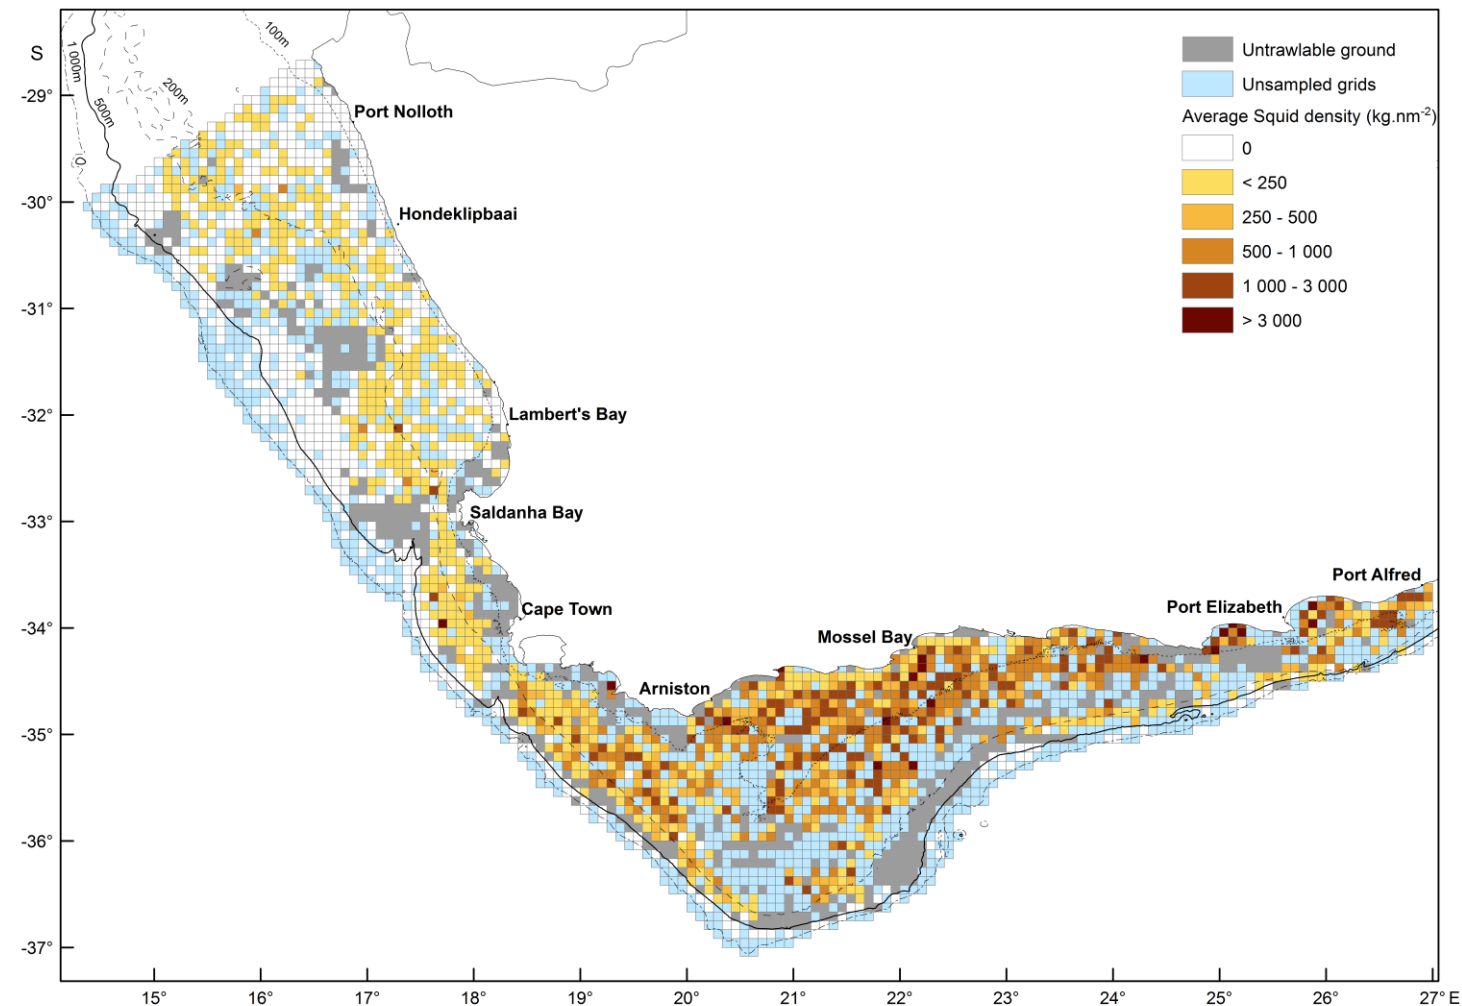 S
-29°
-30°
-31°
-32°
-33°
-34°
-35°
-36°
-37°
15°
16°
17°
18°
19°
20°
21°
22°
23°
24°
25°
26°
27° E
1 000m
500m
200m
100m
Port Nolloth
Hondeklipbaai
Lambert's Bay
Saldanha Bay
Cape Town
Arniston
Mossel Bay
Port Elizabeth
Port Alfred
Untrawlable ground
Unsampled grids
Average Squid density (kg.nm⁻²)
0
< 250
250 - 500
500 - 1 000
1 000 - 3 000
> 3 000